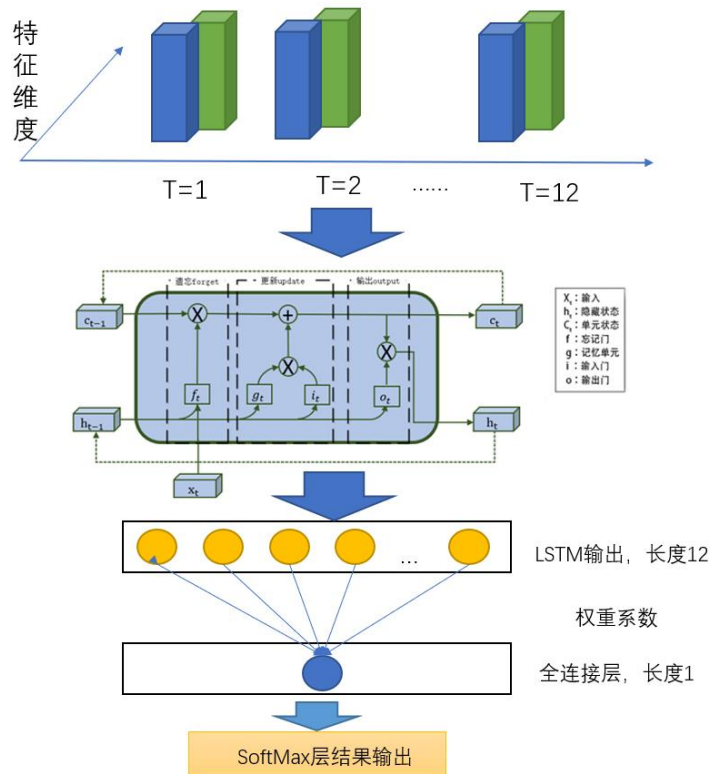 特征维度
T=1
T=2
……
T=12
· 遗忘forget
· 更新update
· 输出output
c_{t-1}
c_t
f_t
g_t
i_t
o_t
h_{t-1}
h_t
x_t
X_t：输入
h_t：隐藏状态
C_t：单元状态
f：忘记门
g：记忆单元
i：输入门
o：输出门
...
LSTM输出，长度12
权重系数
全连接层，长度1
SoftMax层结果输出